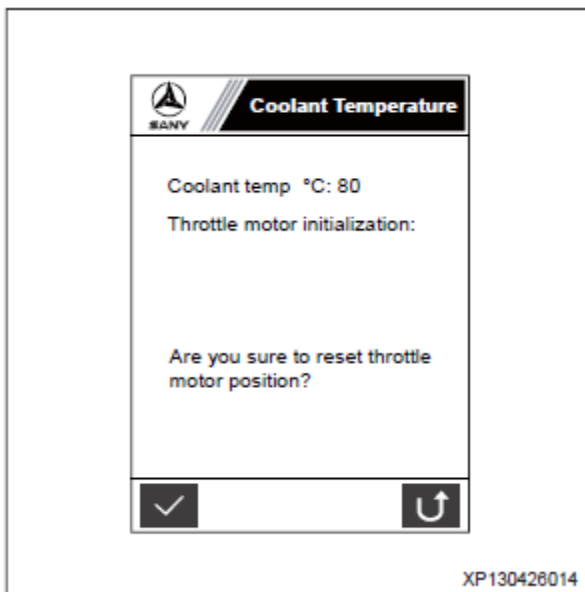 SANY
Coolant Temperature
Coolant temp °C: 80
Throttle motor initialization:
Are you sure to reset throttle
motor position?
XP130426014